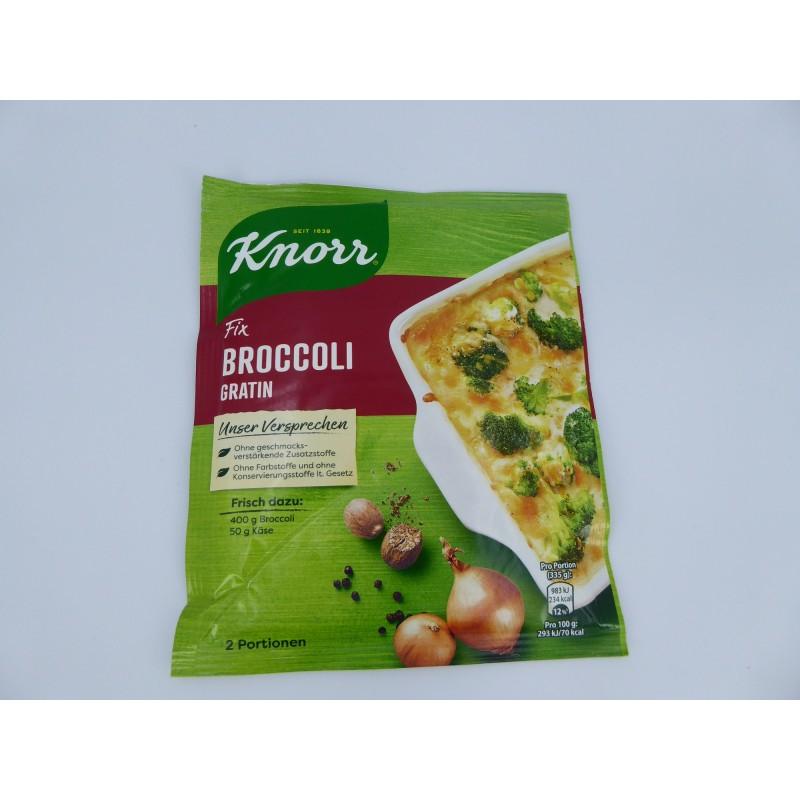 SEIT 1838
Knorr®
Fix
BROCCOLI
GRATIN
Unser Versprechen
Ohne geschmacks-
verstärkende Zusatzstoffe
Ohne Farbstoffe und ohne
Konservierungsstoffe lt. Gesetz
Frisch dazu:
400 g Broccoli
50 g Käse
2 Portionen
Pro Portion
(335 g):
983 kJ
234 kcal
12%
Pro 100 g:
293 kJ/70 kcal